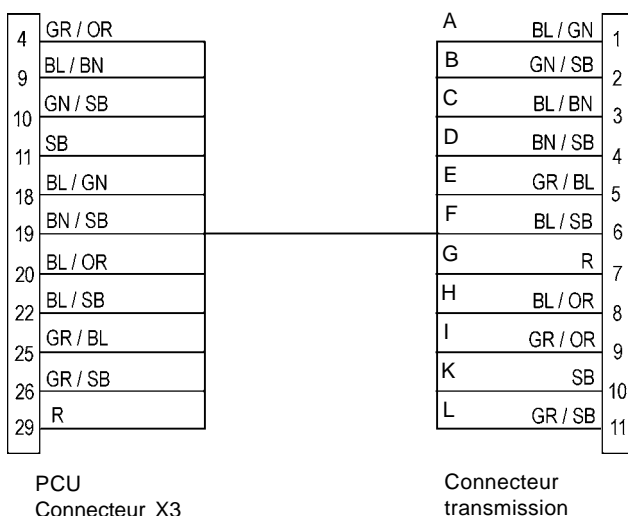 4 GR / OR
9 BL / BN
10 GN / SB
11 SB
18 BL / GN
19 BN / SB
20 BL / OR
22 BL / SB
25 GR / BL
26 GR / SB
29 R
PCU
Connecteur X3
A BL / GN 1
B GN / SB 2
C BL / BN 3
D BN / SB 4
E GR / BL 5
F BL / SB 6
G R 7
H BL / OR 8
I GR / OR 9
K SB 10
L GR / SB 11
Connecteur
transmission